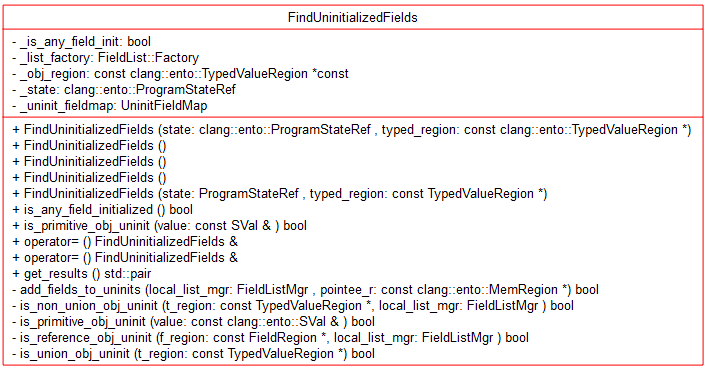 FindUninitializedFields
- _is_any_field_init: bool
- _list_factory: FieldList::Factory
- _obj_region: const clang::ento::TypedValueRegion *const
- _state: clang::ento::ProgramStateRef
- _uninit_fieldmap: UninitFieldMap
+ FindUninitializedFields (state: clang::ento::ProgramStateRef , typed_region: const clang::ento::TypedValueRegion *)
+ FindUninitializedFields ()
+ FindUninitializedFields ()
+ FindUninitializedFields ()
+ FindUninitializedFields (state: ProgramStateRef , typed_region: const TypedValueRegion *)
+ is_any_field_initialized () bool
+ is_primitive_obj_uninit (value: const SVal & ) bool
+ operator= () FindUninitializedFields &
+ operator= () FindUninitializedFields &
+ get_results () std::pair
- add_fields_to_uninits (local_list_mgr: FieldListMgr , pointee_r: const clang::ento::MemRegion *) bool
- is_non_union_obj_uninit (t_region: const TypedValueRegion *, local_list_mgr: FieldListMgr ) bool
- is_primitive_obj_uninit (value: const clang::ento::SVal & ) bool
- is_reference_obj_uninit (f_region: const FieldRegion *, local_list_mgr: FieldListMgr ) bool
- is_union_obj_uninit (t_region: const TypedValueRegion *) bool